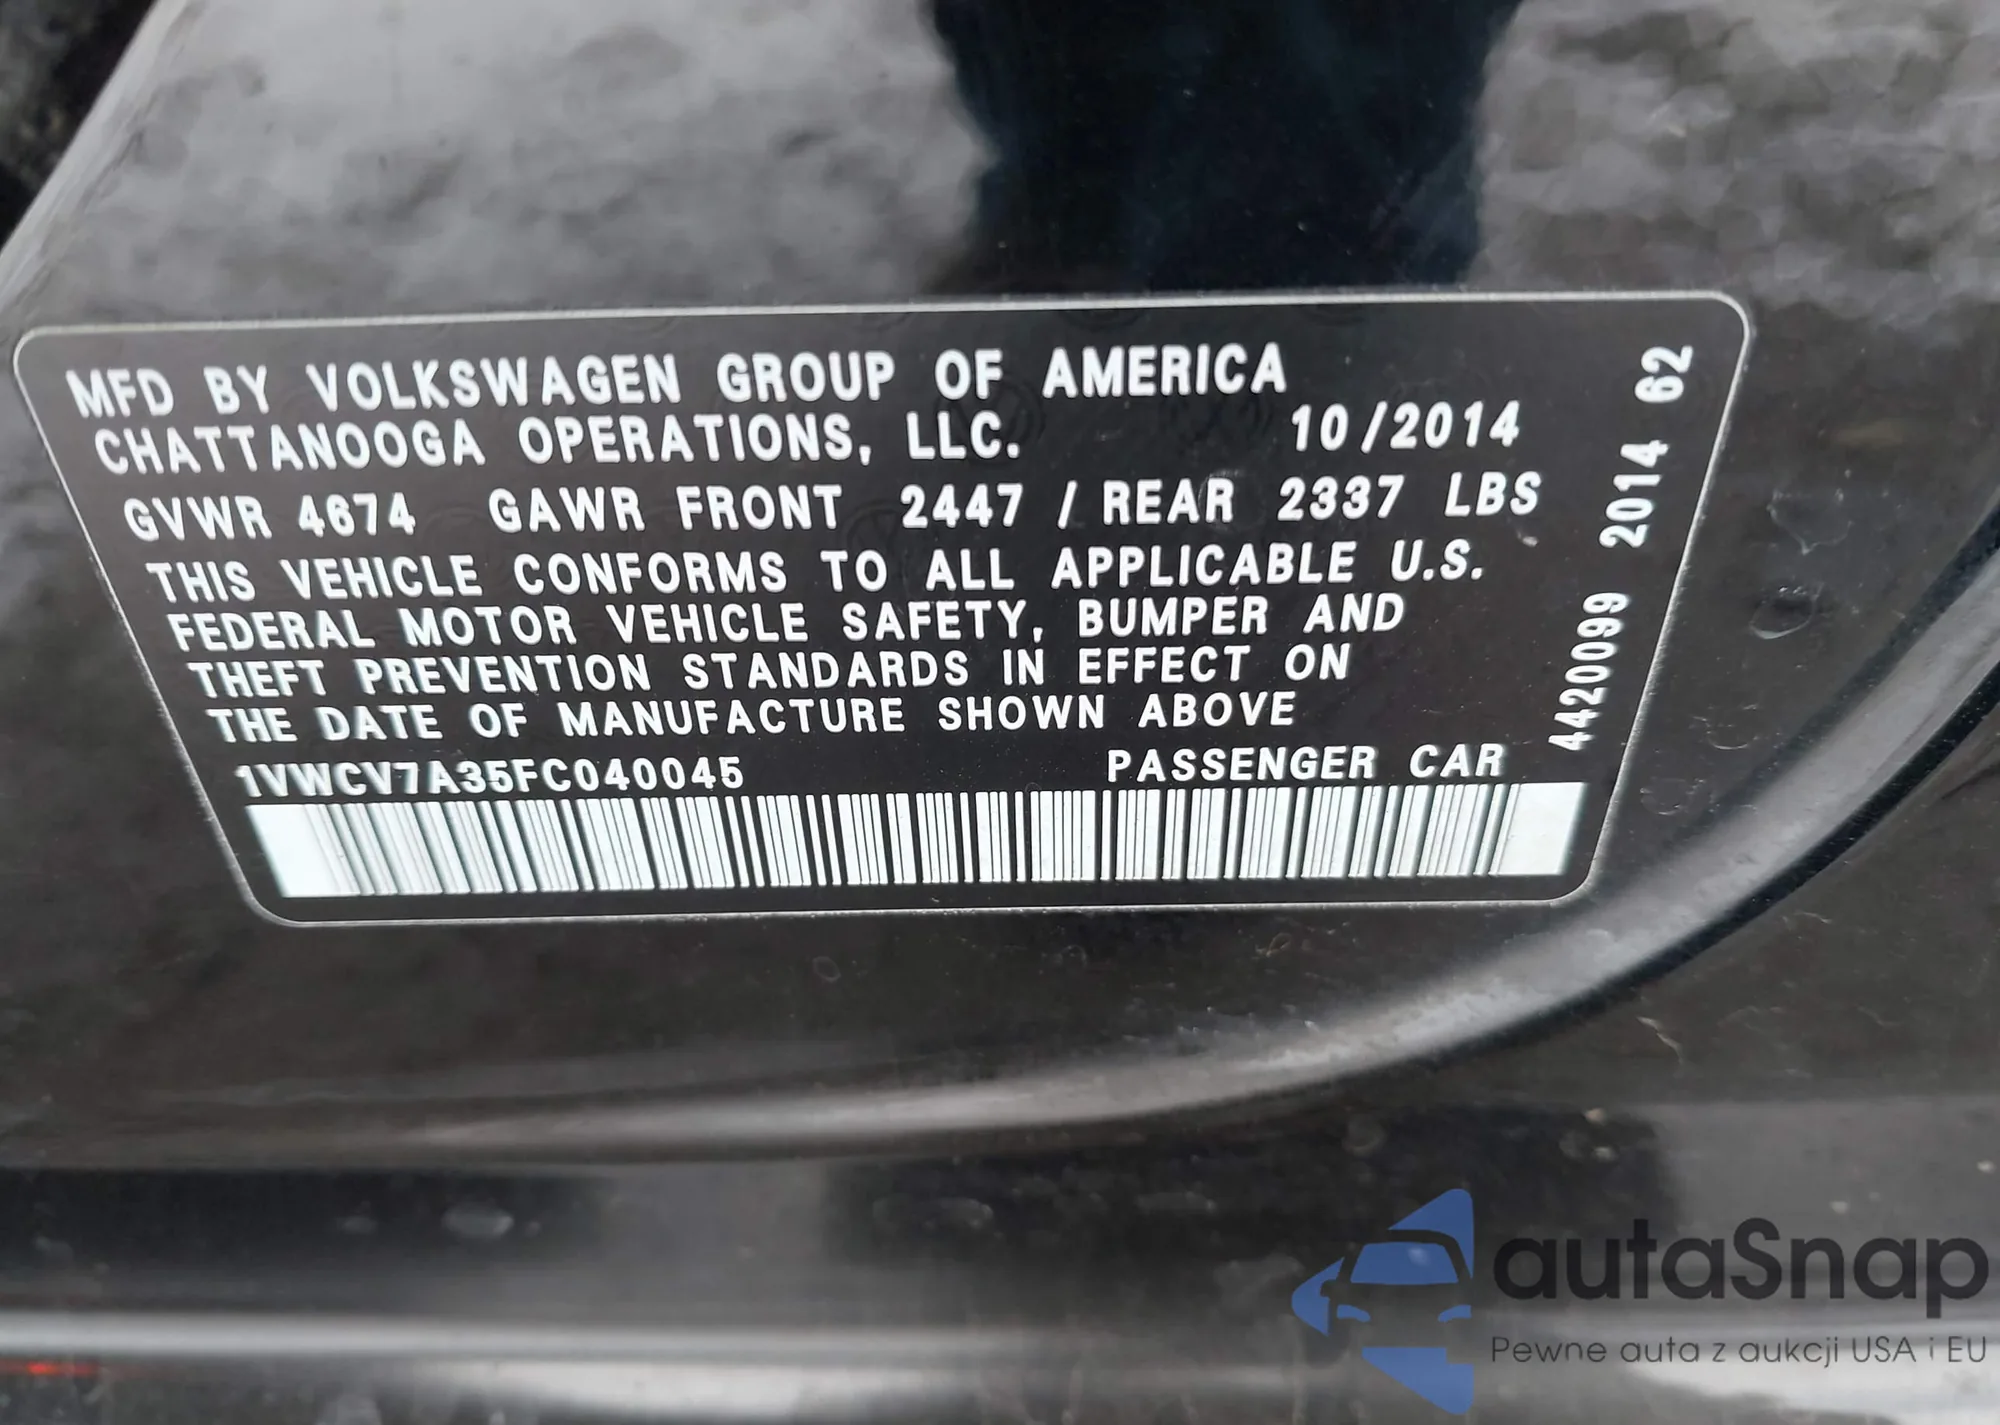 MFD BY VOLKSWAGEN GROUP OF AMERICA
CHATTANOOGA OPERATIONS, LLC. 10/2014
GVWR 4674 GAWR FRONT 2447 / REAR 2337 LBS
THIS VEHICLE CONFORMS TO ALL APPLICABLE U.S.
FEDERAL MOTOR VEHICLE SAFETY, BUMPER AND
THEFT PREVENTION STANDARDS IN EFFECT ON
THE DATE OF MANUFACTURE SHOWN ABOVE
1VWCV7A35FC040045 PASSENGER CAR
4420099 2014 62
autaSnap
Pewne auta z aukcji USA i EU